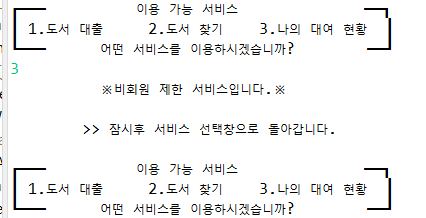 이용 가능 서비스
1.도서 대출 2.도서 찾기 3.나의 대여 현황
어떤 서비스를 이용하시겠습니까?
3
※비회원 제한 서비스입니다.※
>> 잠시후 서비스 선택창으로 돌아갑니다.
이용 가능 서비스
1.도서 대출 2.도서 찾기 3.나의 대여 현황
어떤 서비스를 이용하시겠습니까?